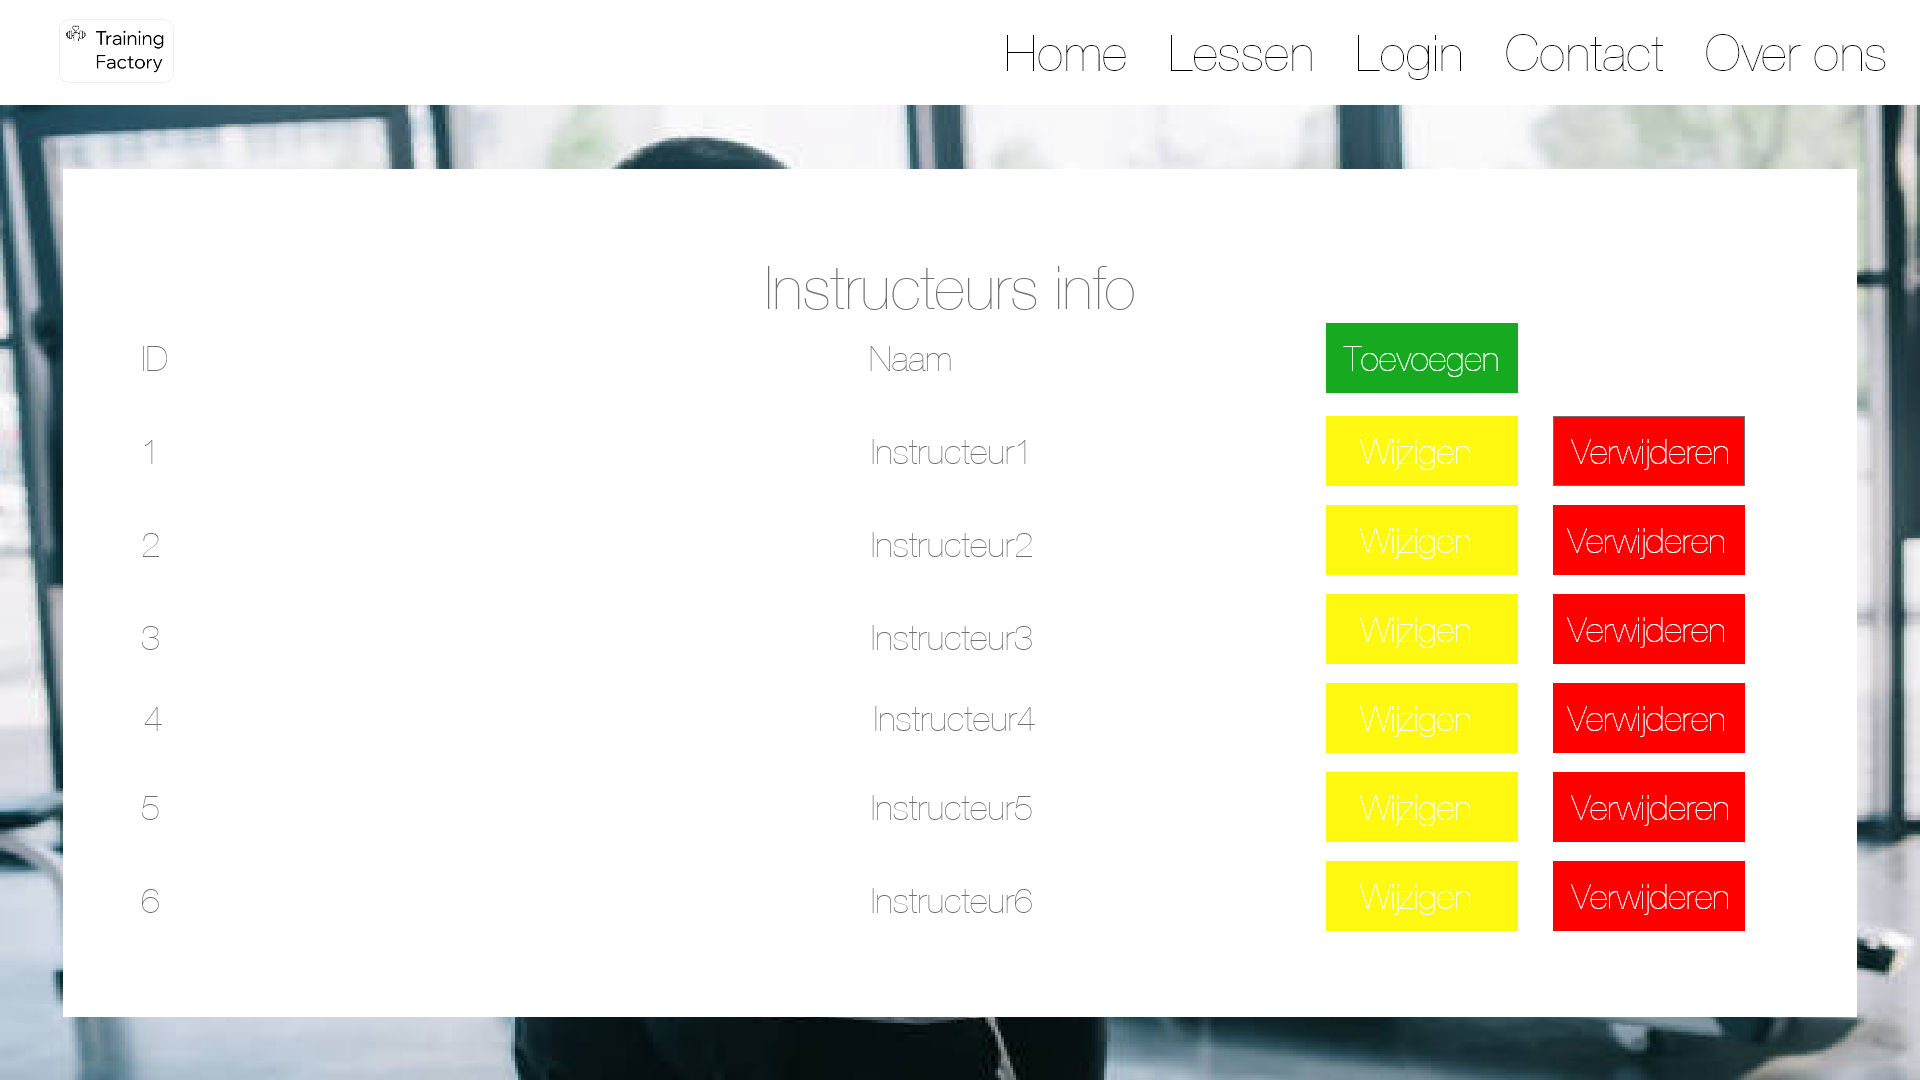 Training
Factory
Home Lessen Login Contact Over ons
Instructeurs info
ID Naam Toevoegen
1 Instructeur1 Wijzigen Verwijderen
2 Instructeur2 Wijzigen Verwijderen
3 Instructeur3 Wijzigen Verwijderen
4 Instructeur4 Wijzigen Verwijderen
5 Instructeur5 Wijzigen Verwijderen
6 Instructeur6 Wijzigen Verwijderen